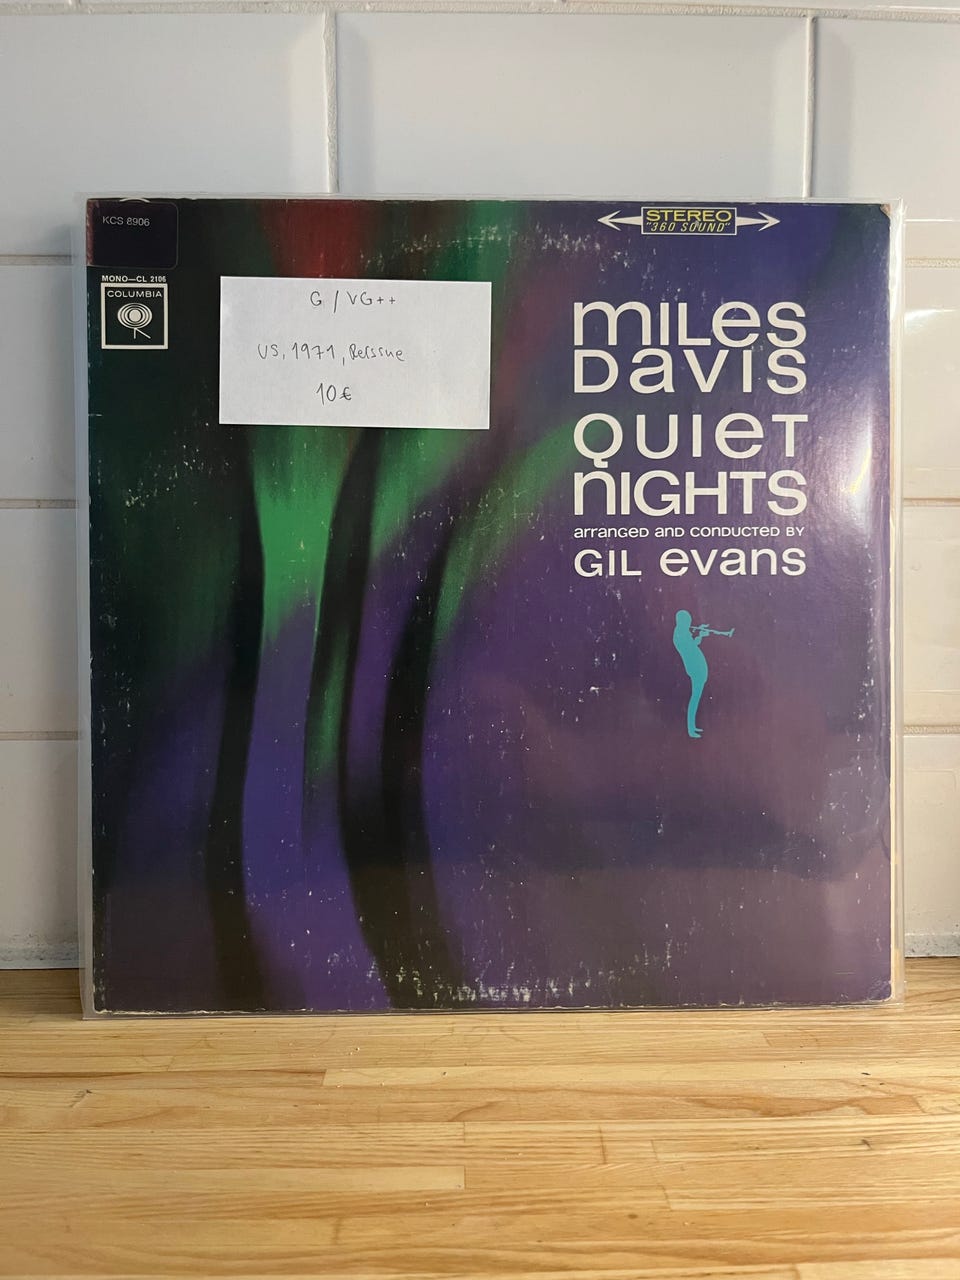 KCS 8906
MONO—CL 2106
COLUMBIA
STEREO
"360 SOUND"
G / VG++
US, 1971, Reissue
10€
miles
Davis
Quiet
Nights
arranged and conducted by
Gil Evans